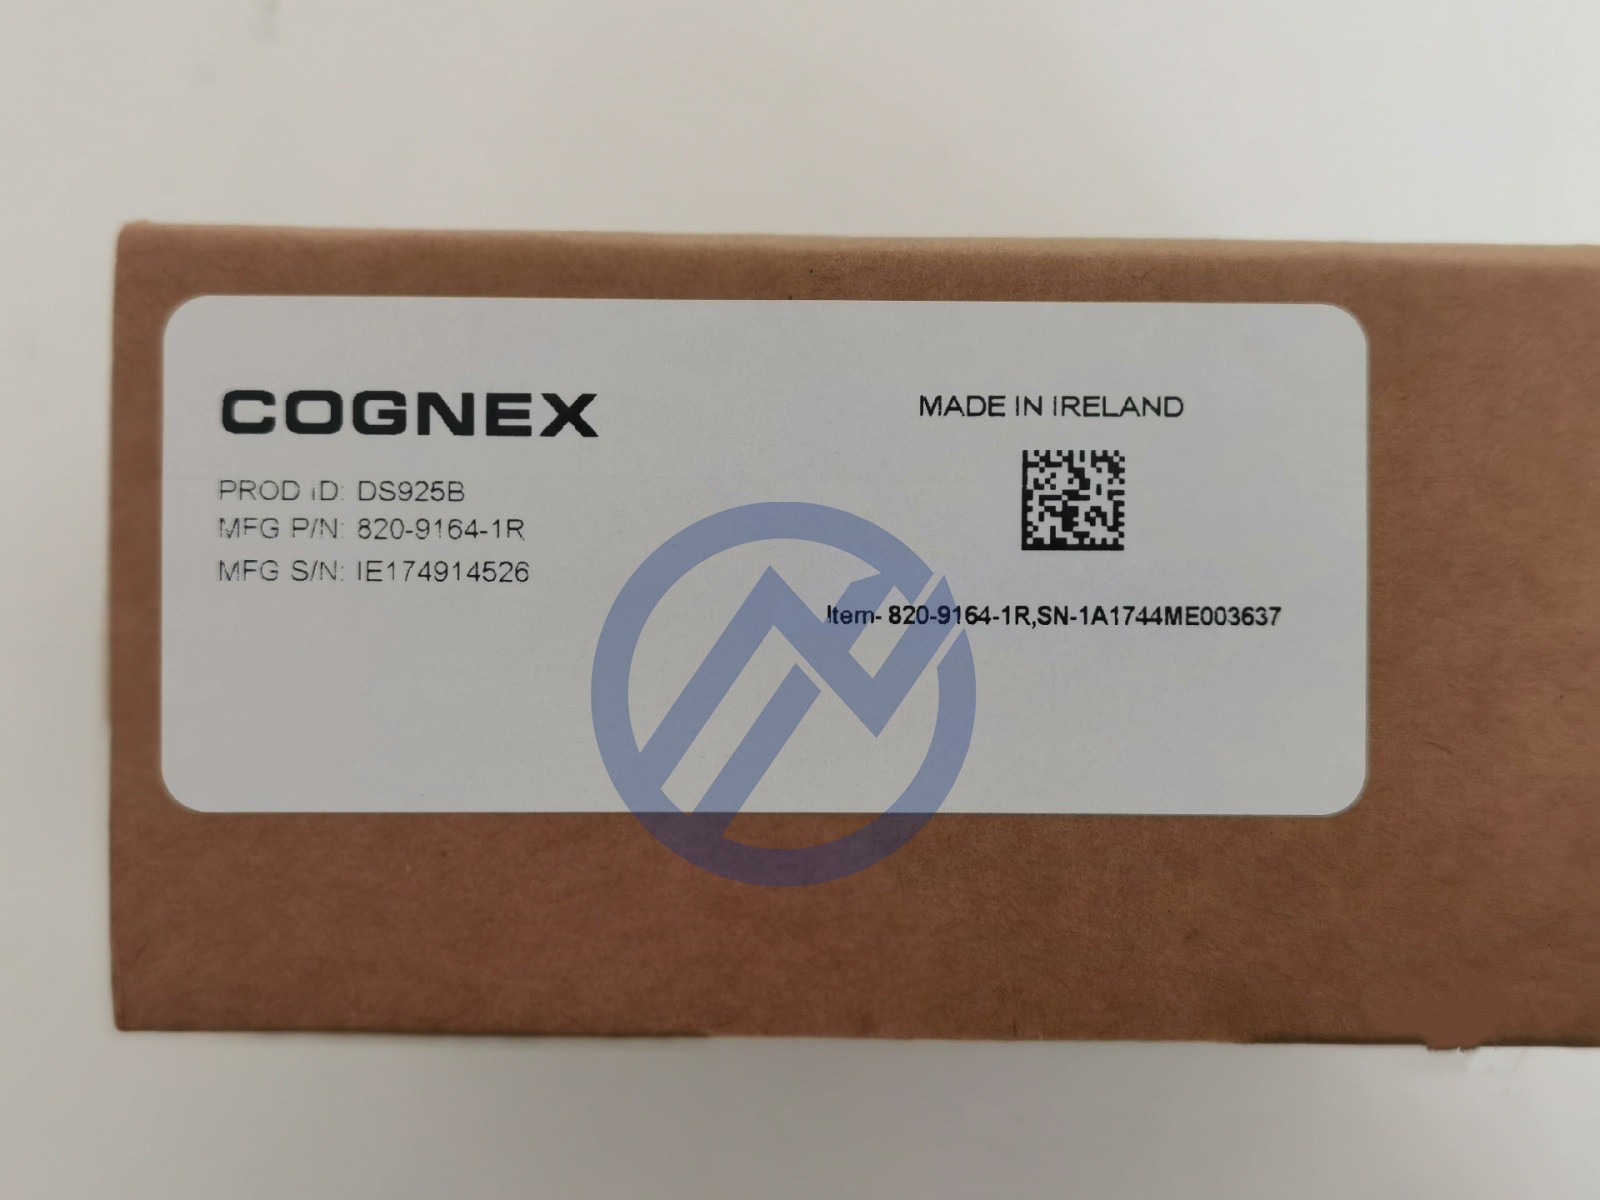 COGNEX
PROD ID: DS925B
MFG P/N: 820-9164-1R
MFG S/N: IE174914526
MADE IN IRELAND
Item- 820-9164-1R,SN-1A1744ME003637